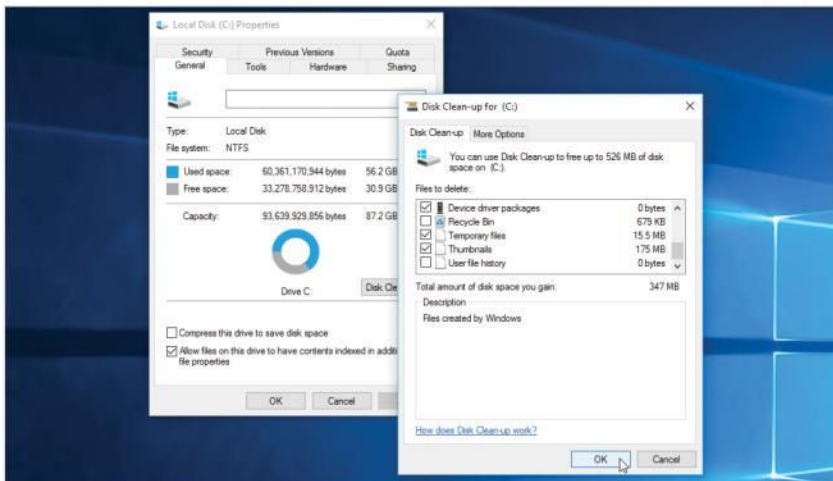 Local Disk (C:) Properties
Security Previous Versions Quota
General Tools Hardware Sharing
Type: Local Disk
File system: NTFS
Used space: 60,361,170,944 bytes 56.2 GB
Free space: 33,278,758,912 bytes 30.9 GB
Capacity: 93,639,929,856 bytes 87.2 GB
Drive C:
Disk Cle
Compress this drive to save disk space
Allow files on this drive to have contents indexed in additi
file properties
OK Cancel
Disk Clean-up for (C:)
Disk Clean-up More Options
You can use Disk Clean-up to free up to 526 MB of disk
space on (C:).
Files to delete:
Device driver packages 0 bytes
Recycle Bin 679 KB
Temporary files 15.5 MB
Thumbnails 175 MB
User file history 0 bytes
Total amount of disk space you gain: 347 MB
Description
Files created by Windows
How does Disk Clean-up work?
OK Cancel